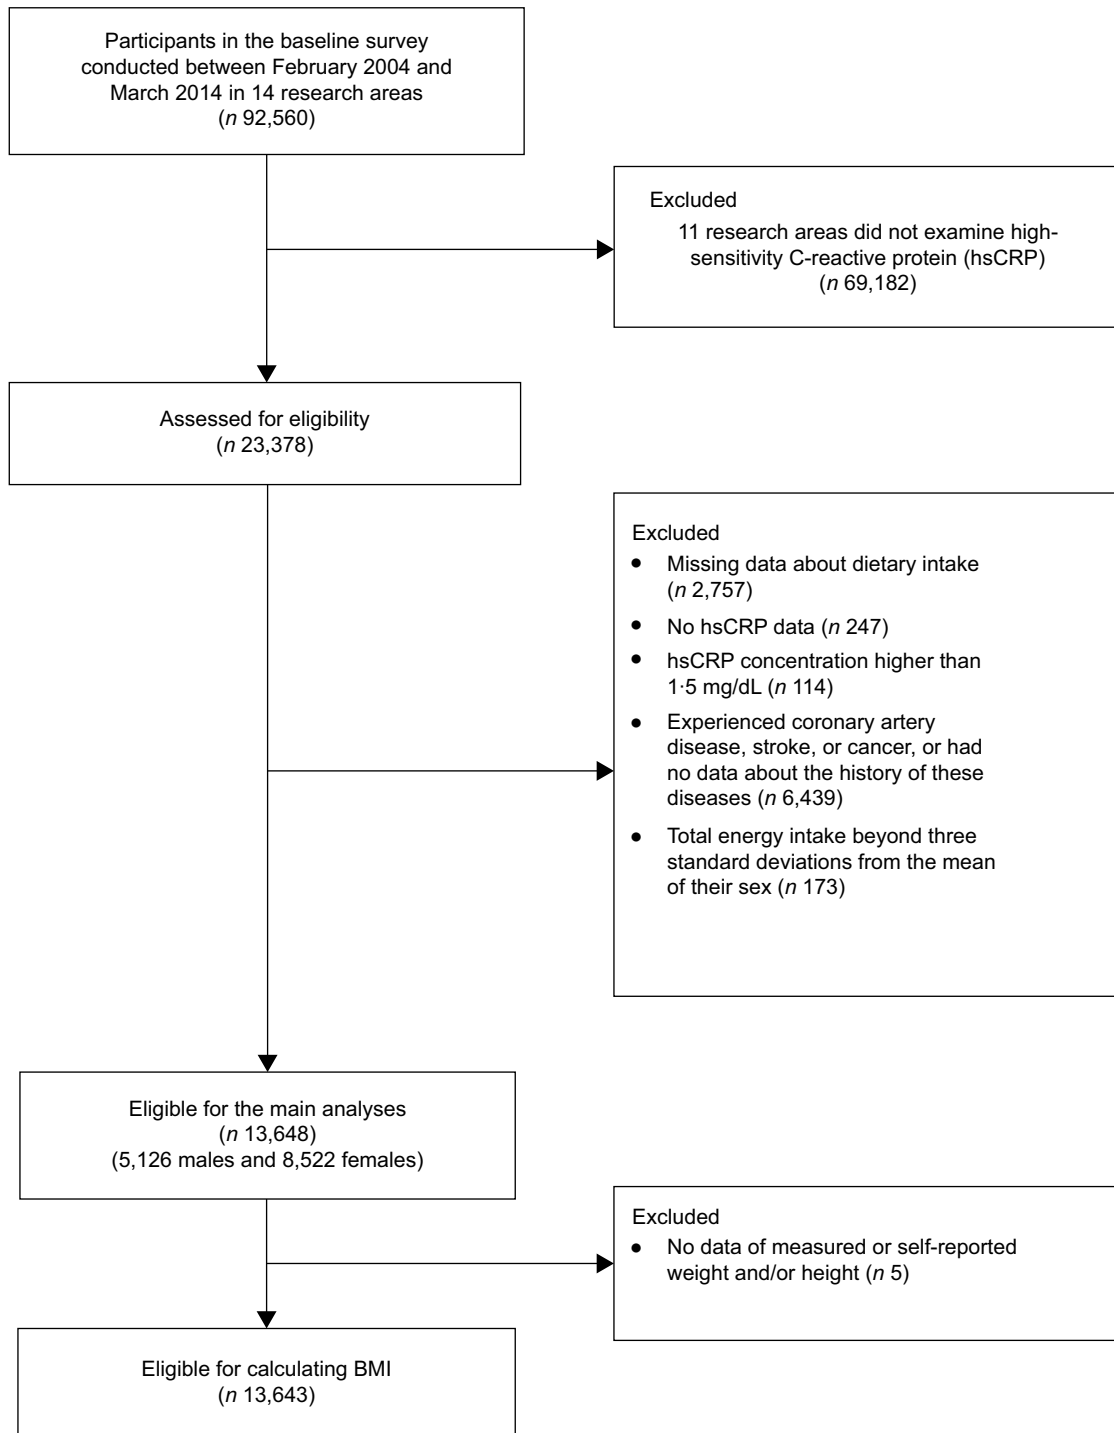 Participants in the baseline survey
conducted between February 2004 and
March 2014 in 14 research areas
(n 92,560)
Excluded
11 research areas did not examine high-
sensitivity C-reactive protein (hsCRP)
(n 69,182)
Assessed for eligibility
(n 23,378)
Excluded
● Missing data about dietary intake
(n 2,757)
● No hsCRP data (n 247)
● hsCRP concentration higher than
1·5 mg/dL (n 114)
● Experienced coronary artery
disease, stroke, or cancer, or had
no data about the history of these
diseases (n 6,439)
● Total energy intake beyond three
standard deviations from the mean
of their sex (n 173)
Eligible for the main analyses
(n 13,648)
(5,126 males and 8,522 females)
Excluded
● No data of measured or self-reported
weight and/or height (n 5)
Eligible for calculating BMI
(n 13,643)